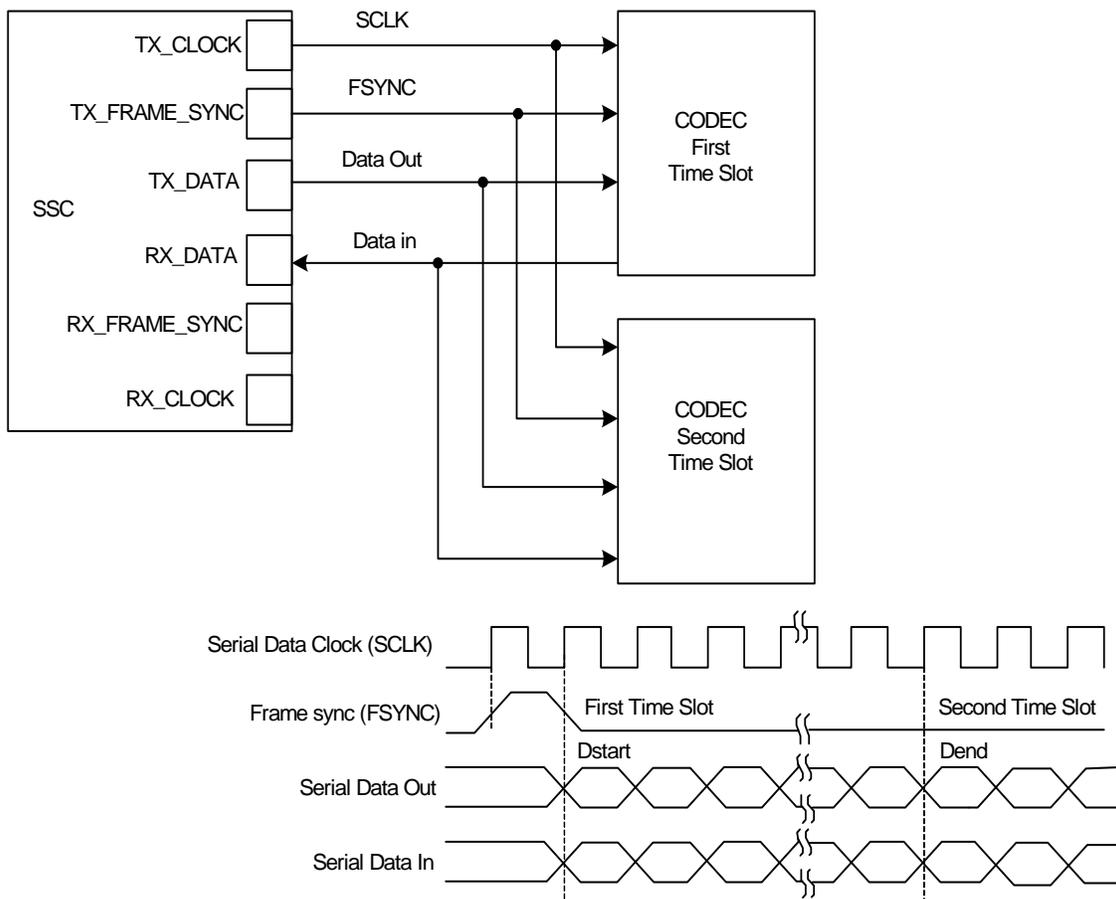 SCLK
TX_CLOCK
FSYNC
TX_FRAME_SYNC
Data Out
TX_DATA
SSC
Data in
RX_DATA
RX_FRAME_SYNC
RX_CLOCK
CODEC
First
Time Slot
CODEC
Second
Time Slot
Serial Data Clock (SCLK)
Frame sync (FSYNC)
First Time Slot
Second Time Slot
Dstart
Dend
Serial Data Out
Serial Data In